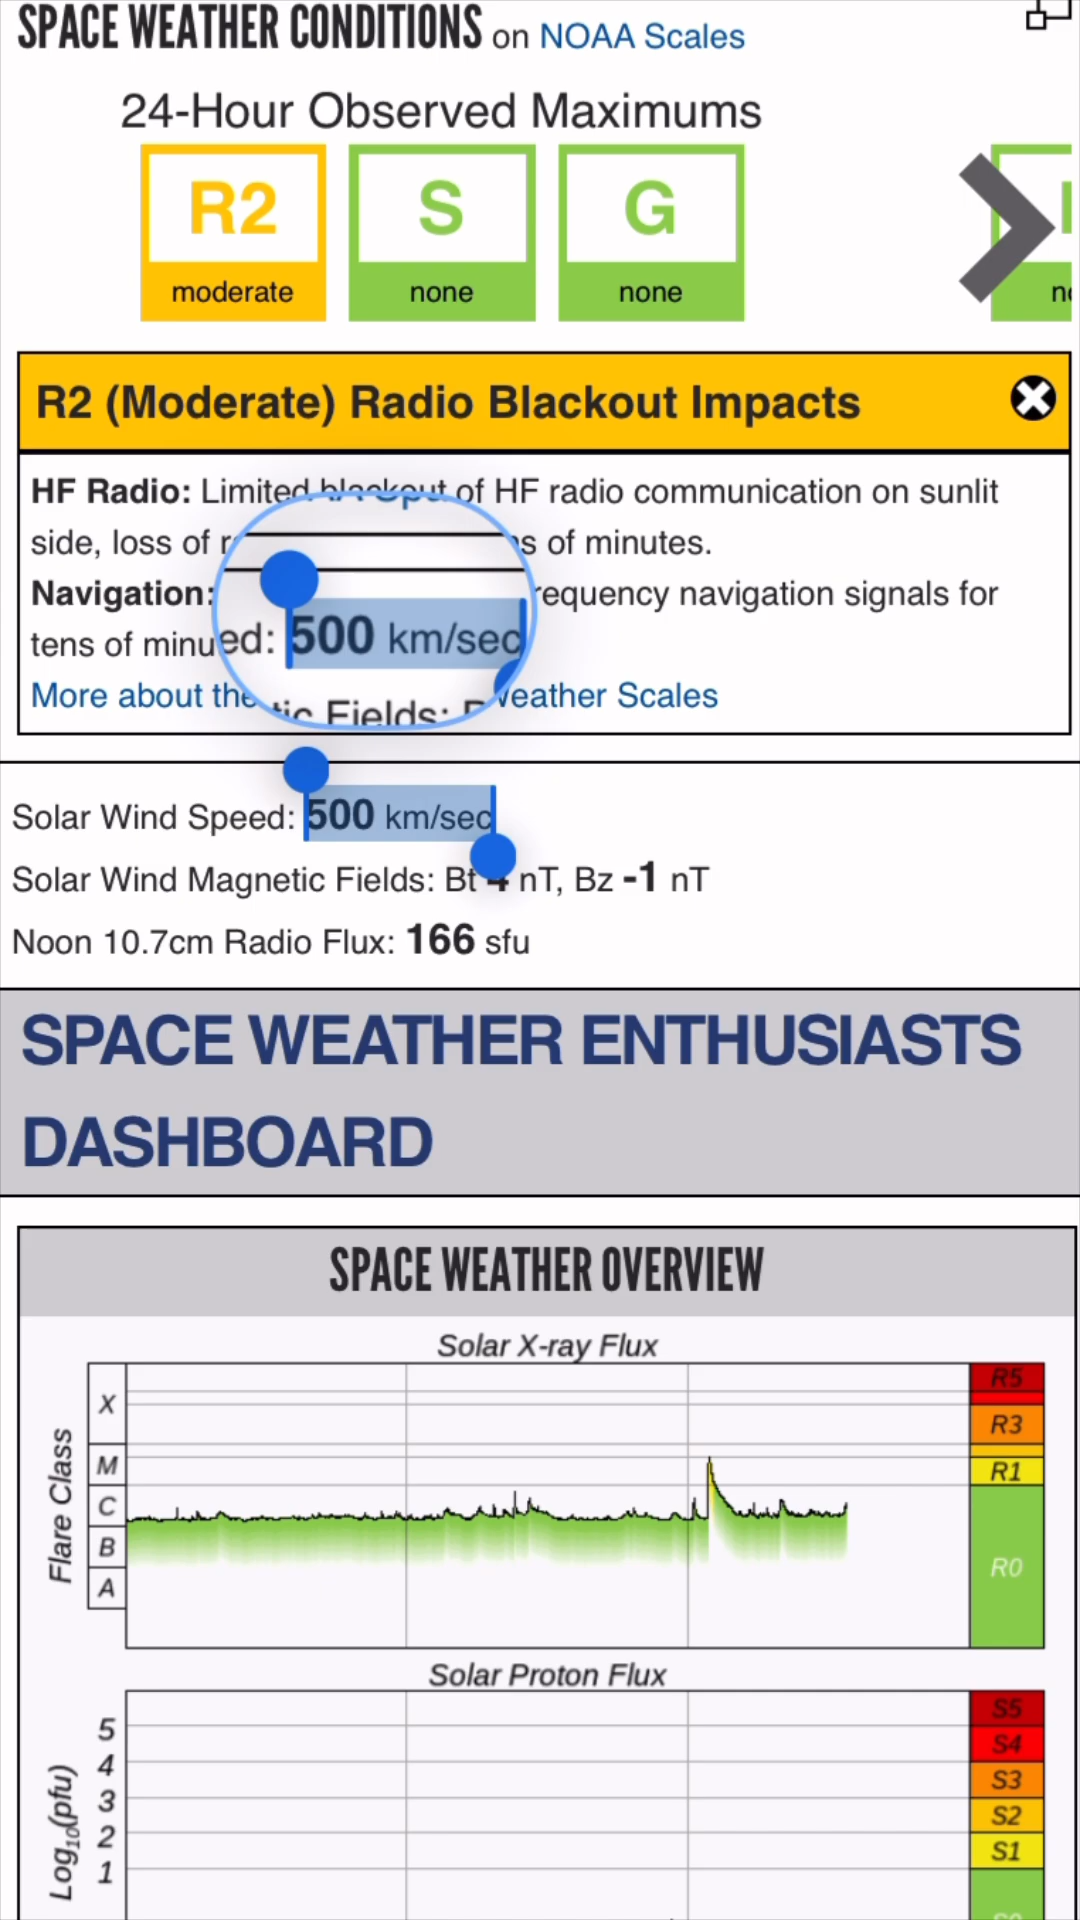 SPACE WEATHER CONDITIONS on NOAA Scales
24-Hour Observed Maximums
R2 S G
moderate none none
R2 (Moderate) Radio Blackout Impacts
HF Radio: Limited blackout of HF radio communication on sunlit
side, loss of of minutes.
Navigation: navigation signals for
tens of
ed: 500 km/sec
Fields:
More about the Weather Scales
Solar Wind Speed: 500 km/sec
Solar Wind Magnetic Fields: Bt 4 nT, Bz -1 nT
Noon 10.7cm Radio Flux: 166 sfu
SPACE WEATHER ENTHUSIASTS
DASHBOARD
SPACE WEATHER OVERVIEW
Solar X-ray Flux
Flare Class
X
M
C
B
A
R5
R3
R1
R0
Solar Proton Flux
Log10(pfu)
5
4
3
2
1
S5
S4
S3
S2
S1